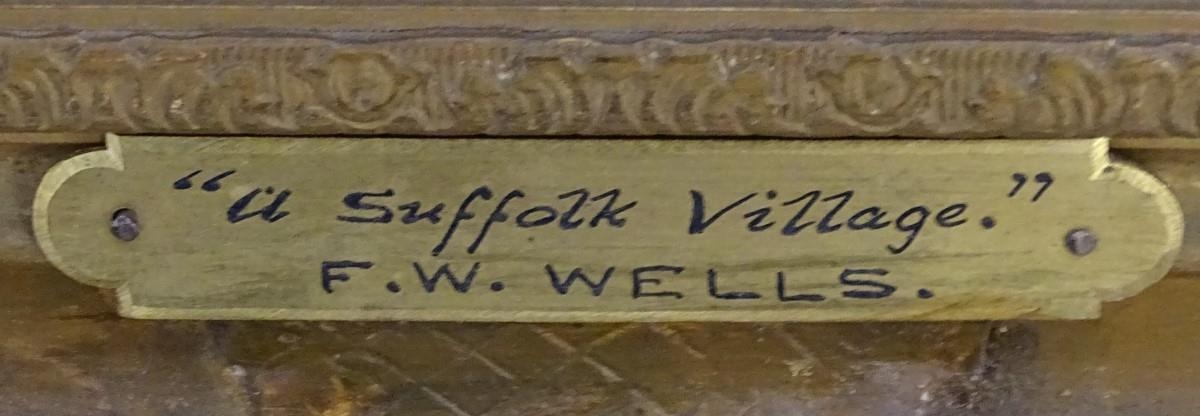 “a Suffolk Village.”
F.W. WELLS.